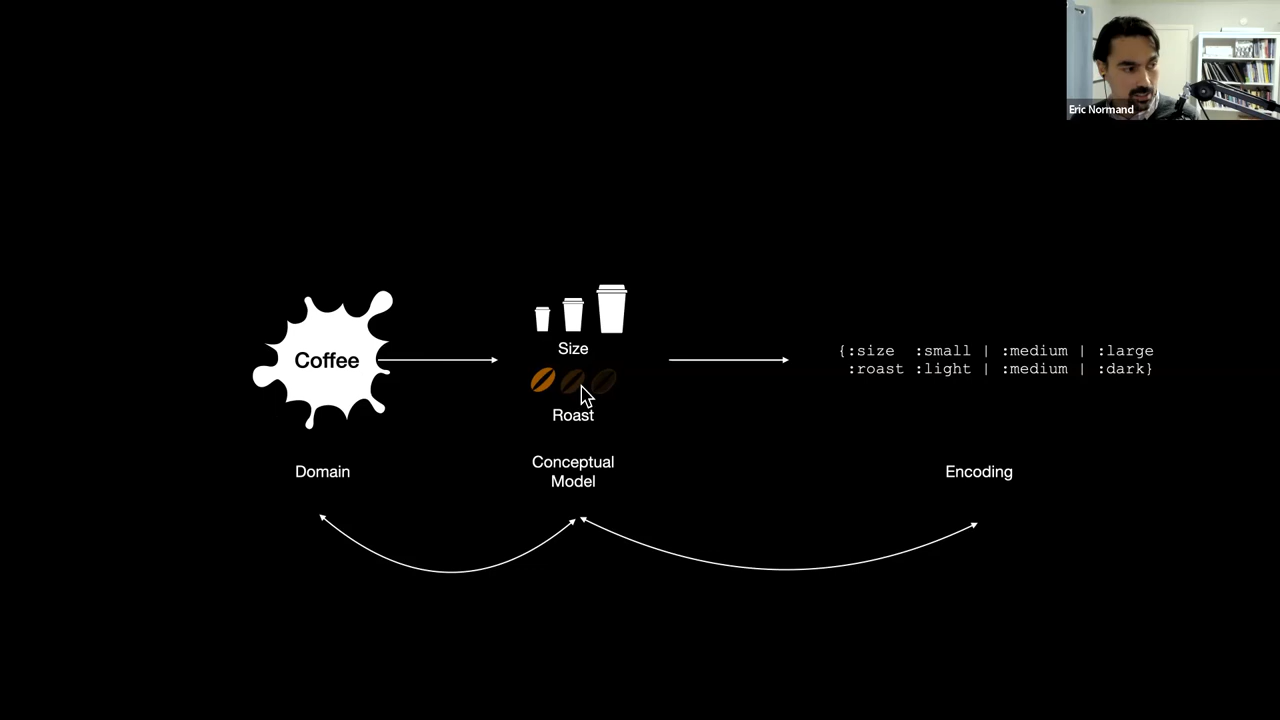 Eric Normand
Coffee
Size
Roast
{:size  :small | :medium | :large
:roast :light | :medium | :dark}
Domain
Conceptual
Model
Encoding